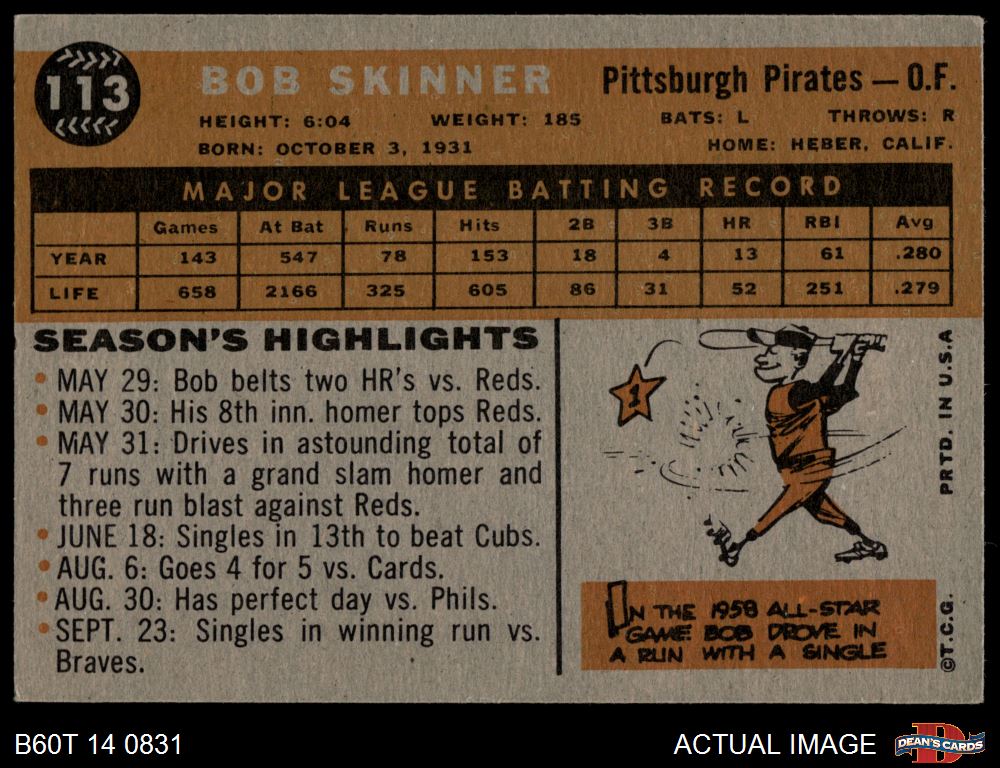 113
BOB SKINNER Pittsburgh Pirates — O.F.
HEIGHT: 6:04 WEIGHT: 185 BATS: L THROWS: R
BORN: OCTOBER 3, 1931 HOME: HEBER, CALIF.
MAJOR LEAGUE BATTING RECORD
Games At Bat Runs Hits 2B 3B HR RBI Avg
YEAR 143 547 78 153 18 4 13 61 .280
LIFE 658 2166 325 605 86 31 52 251 .279
SEASON'S HIGHLIGHTS
• MAY 29: Bob belts two HR's vs. Reds.
• MAY 30: His 8th inn. homer tops Reds.
• MAY 31: Drives in astounding total of
7 runs with a grand slam homer and
three run blast against Reds.
• JUNE 18: Singles in 13th to beat Cubs.
• AUG. 6: Goes 4 for 5 vs. Cards.
• AUG. 30: Has perfect day vs. Phils.
• SEPT. 23: Singles in winning run vs.
Braves.
1
IN THE 1958 ALL-STAR
GAME BOB DROVE IN
A RUN WITH A SINGLE
PRTD. IN U.S.A
©T.C.G.
B60T 14 0831
ACTUAL IMAGE
D
DEAN'S CARDS